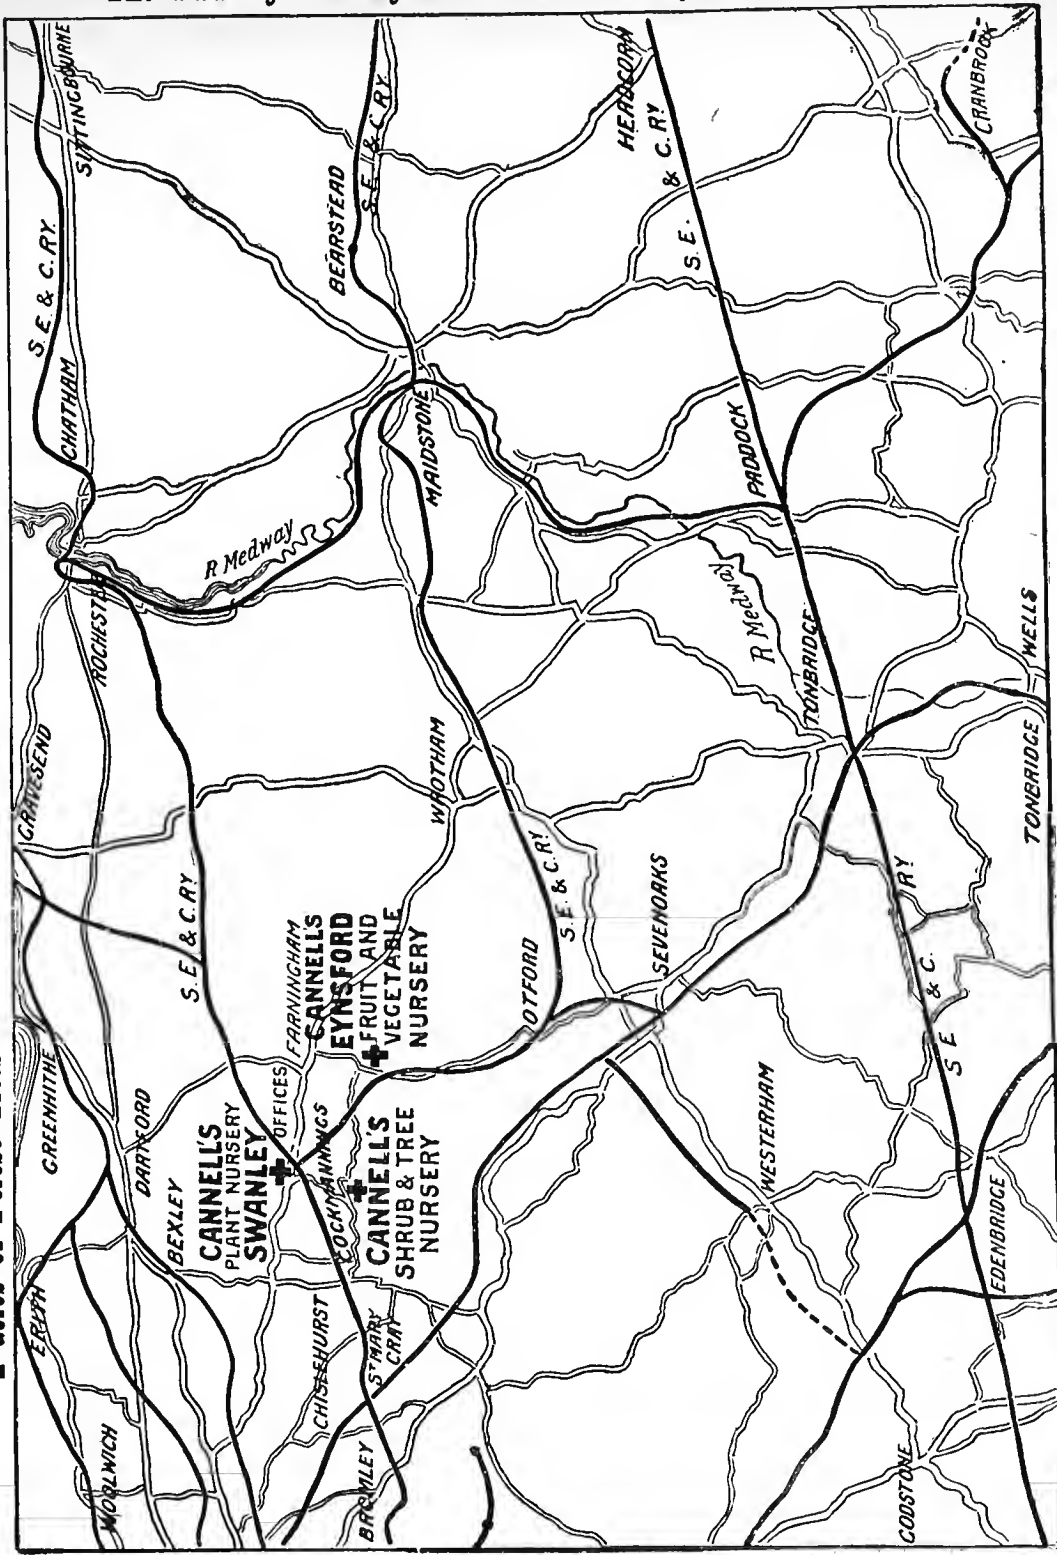 WOOLWICH
ERITH
GREENHITHE
GRAVESEND
ROCHESTER
CHATHAM
S.E. & C.RY.
SITTINGBOURNE
DARTFORD
BEXLEY
CANNELL'S
PLANT NURSERY
SWANLEY
OFFICES
FARNINGHAM
S.E & C.RY
R Medway
BEARSTEAD
S.E. & C.RY.
CHISLEHURST
COCKMANNINGS
CANNELL'S
EYNSFORD
FRUIT AND
VEGETABLE
NURSERY
BROMLEY
ST MARY
CRAY
CANNELL'S
SHRUB & TREE
NURSERY
WROTHAM
MAIDSTONE
OTFORD
S.E. & C.RY
SEVENOAKS
HEADCORN
S.E. & C.RY
PADDOCK
R Medway
TONBRIDGE
WESTERHAM
GODSTONE
EDENBRIDGE
S E & C. RY
TONBRIDGE WELLS
CRANBROOK